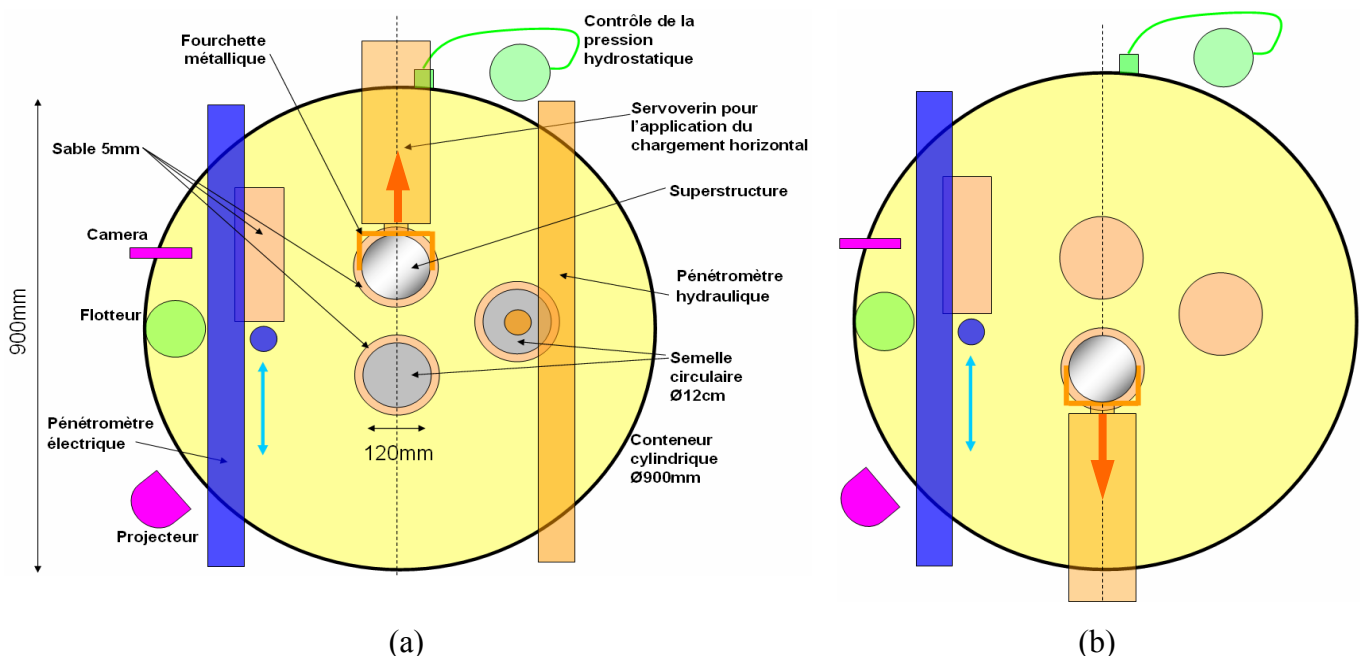 Fourchette
métallique
Contrôle de la
pression
hydrostatique
Servoverin pour
l'application du
chargement horizontal
Sable 5mm
Superstructure
Camera
Pénétromètre
hydraulique
Flotteur
900mm
Semelle
circulaire
Ø12cm
Pénétromètre
électrique
120mm
Conteneur
cylindrique
Ø900mm
Projecteur
(a)
(b)